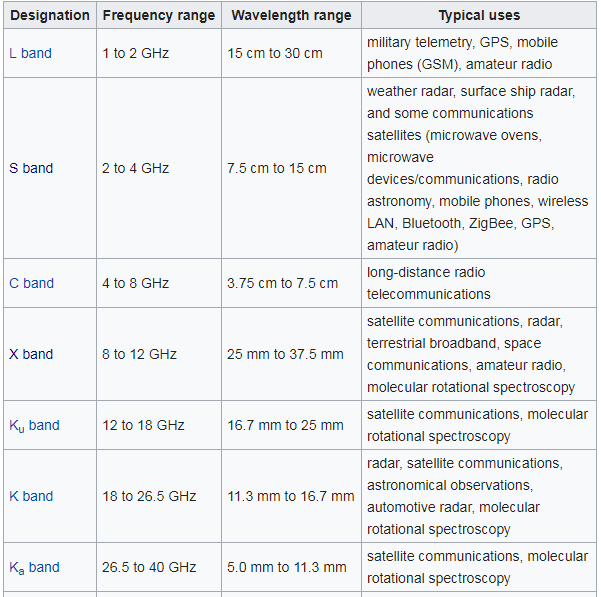 Designation Frequency range Wavelength range Typical uses
L band 1 to 2 GHz 15 cm to 30 cm military telemetry, GPS, mobile
phones (GSM), amateur radio
weather radar, surface ship radar,
and some communications
satellites (microwave ovens,
microwave
S band 2 to 4 GHz 7.5 cm to 15 cm devices/communications, radio
astronomy, mobile phones, wireless
LAN, Bluetooth, ZigBee, GPS,
amateur radio)
C band 4 to 8 GHz 3.75 cm to 7.5 cm long-distance radio
telecommunications
satellite communications, radar,
X band 8 to 12 GHz 25 mm to 37.5 mm terrestrial broadband, space
communications, amateur radio,
molecular rotational spectroscopy
Ku band 12 to 18 GHz 16.7 mm to 25 mm satellite communications, molecular
rotational spectroscopy
radar, satellite communications,
K band 18 to 26.5 GHz 11.3 mm to 16.7 mm astronomical observations,
automotive radar, molecular
rotational spectroscopy
Ka band 26.5 to 40 GHz 5.0 mm to 11.3 mm satellite communications, molecular
rotational spectroscopy